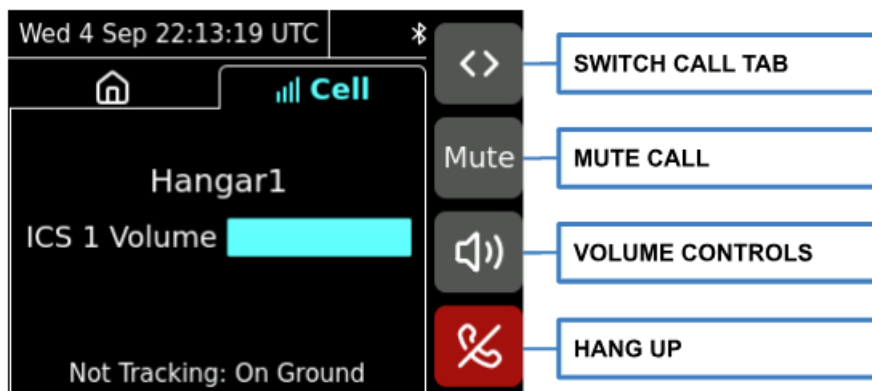 Wed 4 Sep 22:13:19 UTC
SWITCH CALL TAB
Cell
Mute
MUTE CALL
Hangar1
ICS 1 Volume
VOLUME CONTROLS
HANG UP
Not Tracking: On Ground